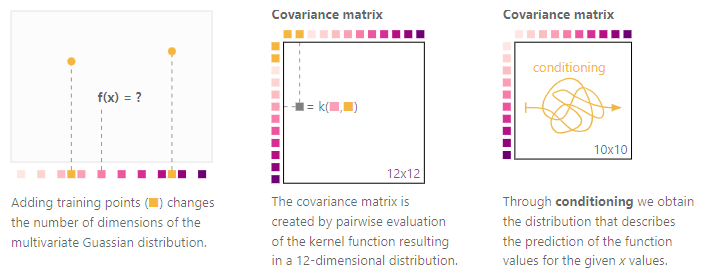 f(x) = ?
Adding training points (■) changes
the number of dimensions of the
multivariate Guassian distribution.
Covariance matrix
= k(■,■)
12x12
The covariance matrix is
created by pairwise evaluation
of the kernel function resulting
in a 12-dimensional distribution.
Covariance matrix
conditioning
10x10
Through conditioning we obtain
the distribution that describes
the prediction of the function
values for the given x values.